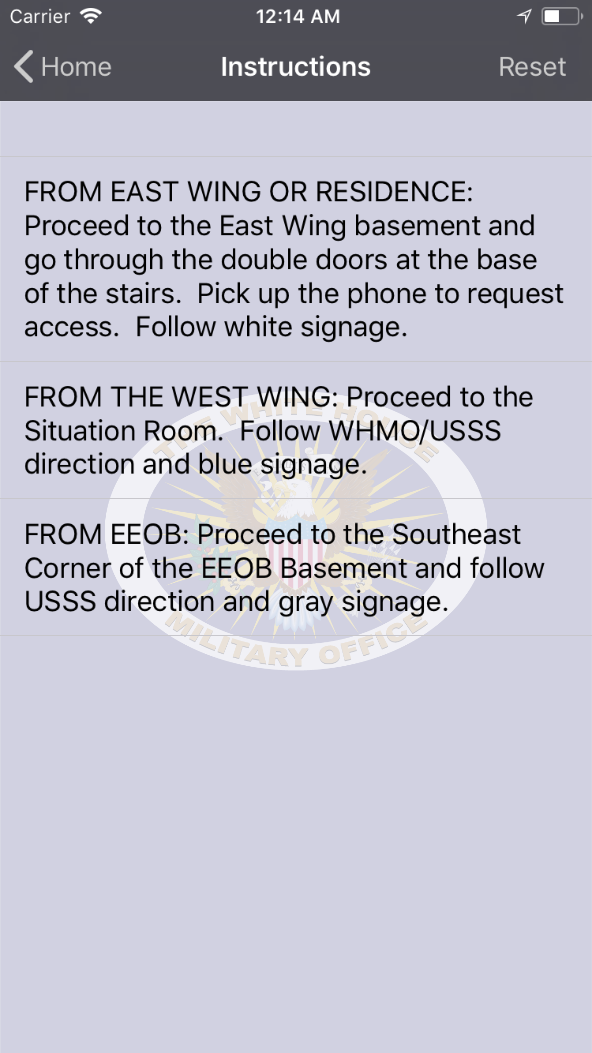 Carrier 12:14 AM
Home Instructions Reset
FROM EAST WING OR RESIDENCE:
Proceed to the East Wing basement and
go through the double doors at the base
of the stairs.  Pick up the phone to request
access.  Follow white signage.
FROM THE WEST WING: Proceed to the
Situation Room.  Follow WHMO/USSS
direction and blue signage.
FROM EEOB: Proceed to the Southeast
Corner of the EEOB Basement and follow
USSS direction and gray signage.
THE WHITE HOUSE
MILITARY OFFICE